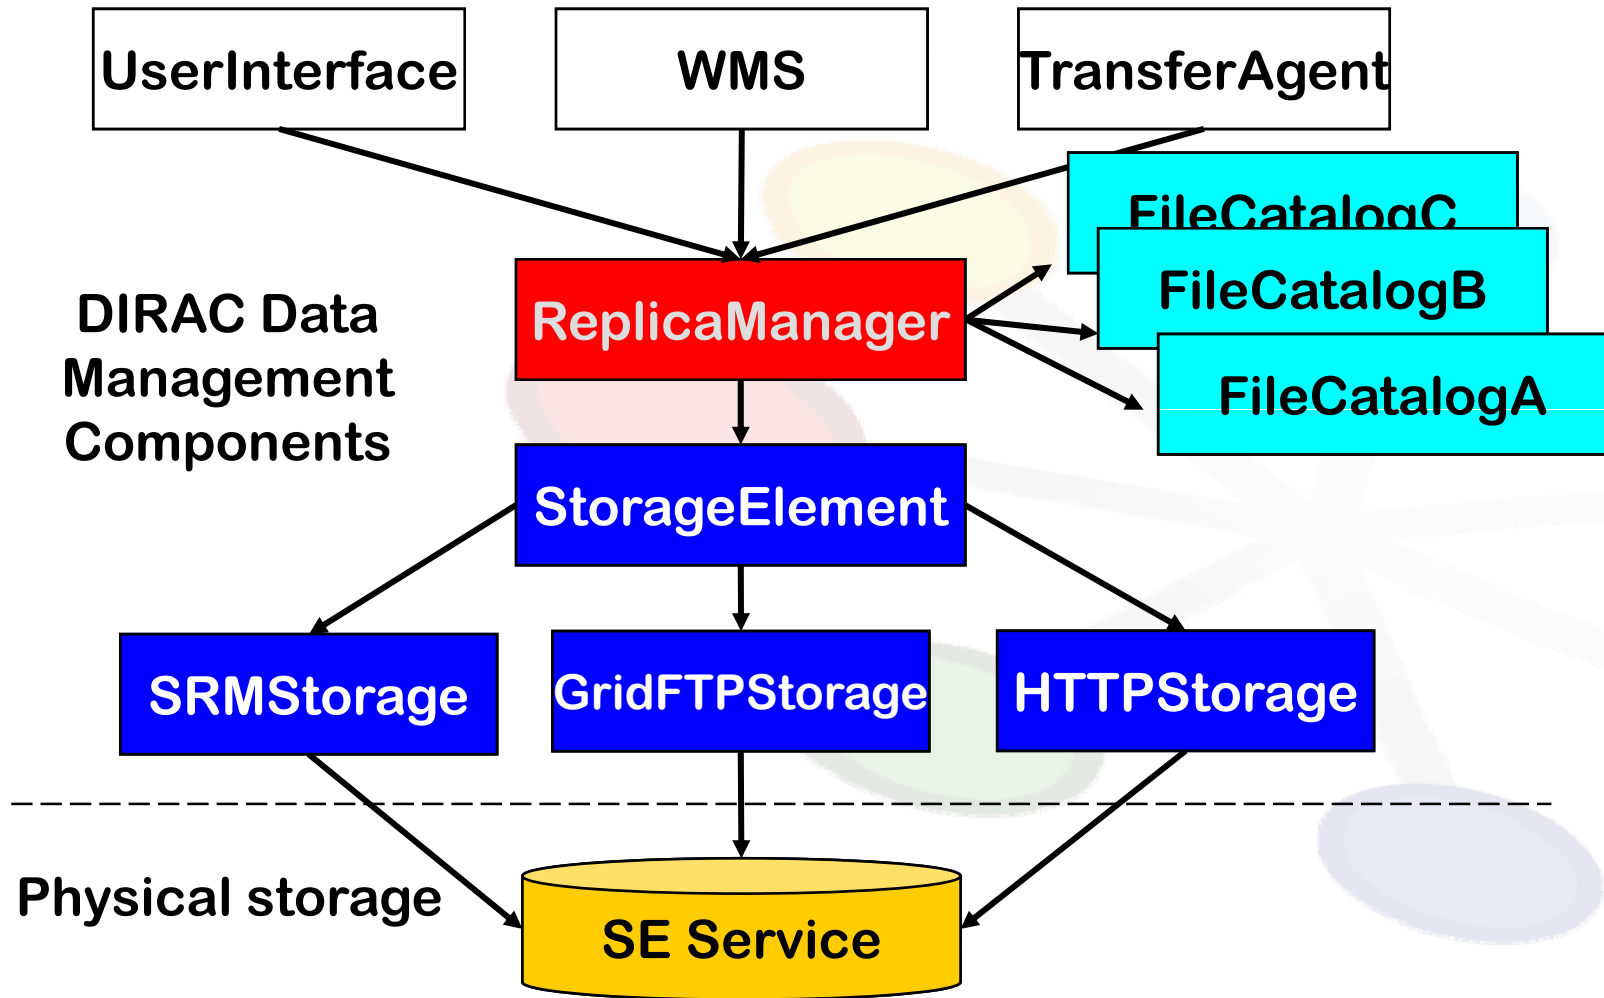 UserInterface
WMS
TransferAgent
FileCatalogC
FileCatalogB
FileCatalogA
ReplicaManager
DIRAC Data
Management
Components
StorageElement
SRMStorage
GridFTPStorage
HTTPStorage
Physical storage
SE Service